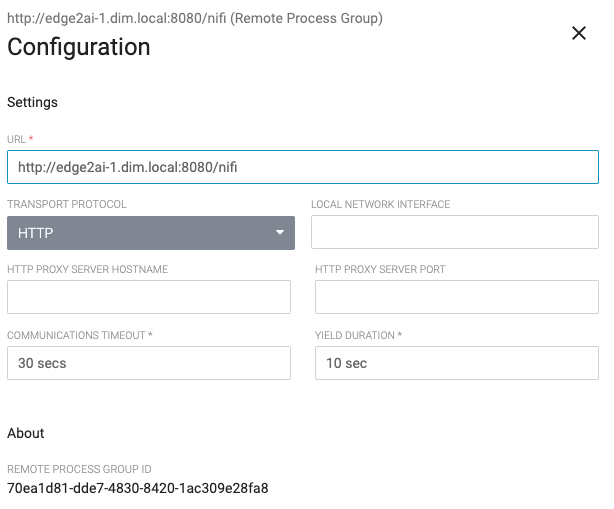 http://edge2ai-1.dim.local:8080/nifi (Remote Process Group)
Configuration
Settings
URL *
http://edge2ai-1.dim.local:8080/nifi
TRANSPORT PROTOCOL
LOCAL NETWORK INTERFACE
HTTP
HTTP PROXY SERVER HOSTNAME
HTTP PROXY SERVER PORT
COMMUNICATIONS TIMEOUT *
YIELD DURATION *
30 secs
10 sec
About
REMOTE PROCESS GROUP ID
70ea1d81-dde7-4830-8420-1ac309e28fa8